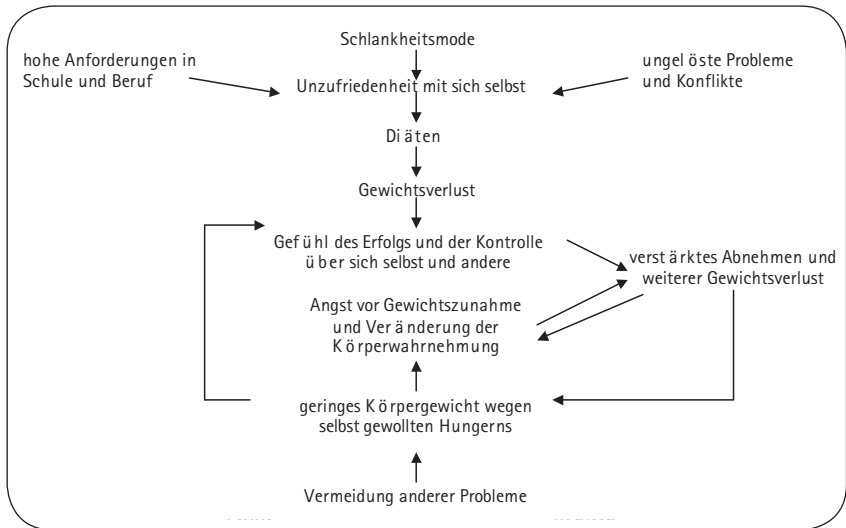 Schlankheitsmode
hohe Anforderungen in
Schule und Beruf
ungelöste Probleme
und Konflikte
Unzufriedenheit mit sich selbst
Diäten
Gewichtsverlust
Gefühl des Erfolgs und der Kontrolle
über sich selbst und andere
verstärktes Abnehmen und
weiterer Gewichtsverlust
Angst vor Gewichtszunahme
und Veränderung der
Körperwahrnehmung
geringes Körpergewicht wegen
selbst gewollten Hungerns
Vermeidung anderer Probleme